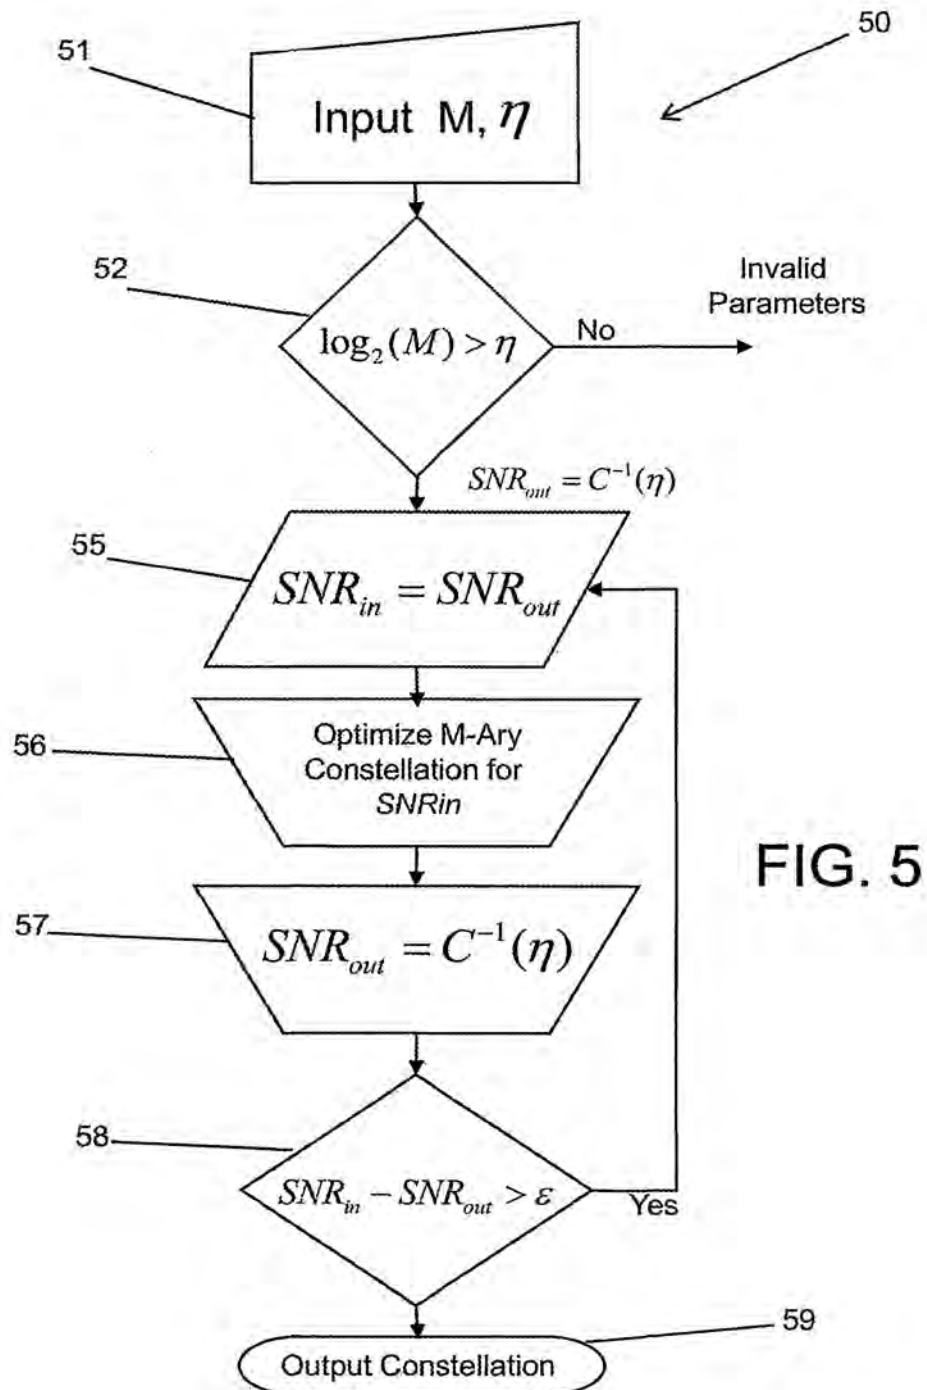 50
51
Input M, η
52
log₂(M) > η
No
Invalid
Parameters
SNR_out = C⁻¹(η)
55
SNR_in = SNR_out
56
Optimize M-Ary
Constellation for
SNRin
57
SNR_out = C⁻¹(η)
FIG. 5
58
SNR_in − SNR_out > ε
Yes
59
Output Constellation